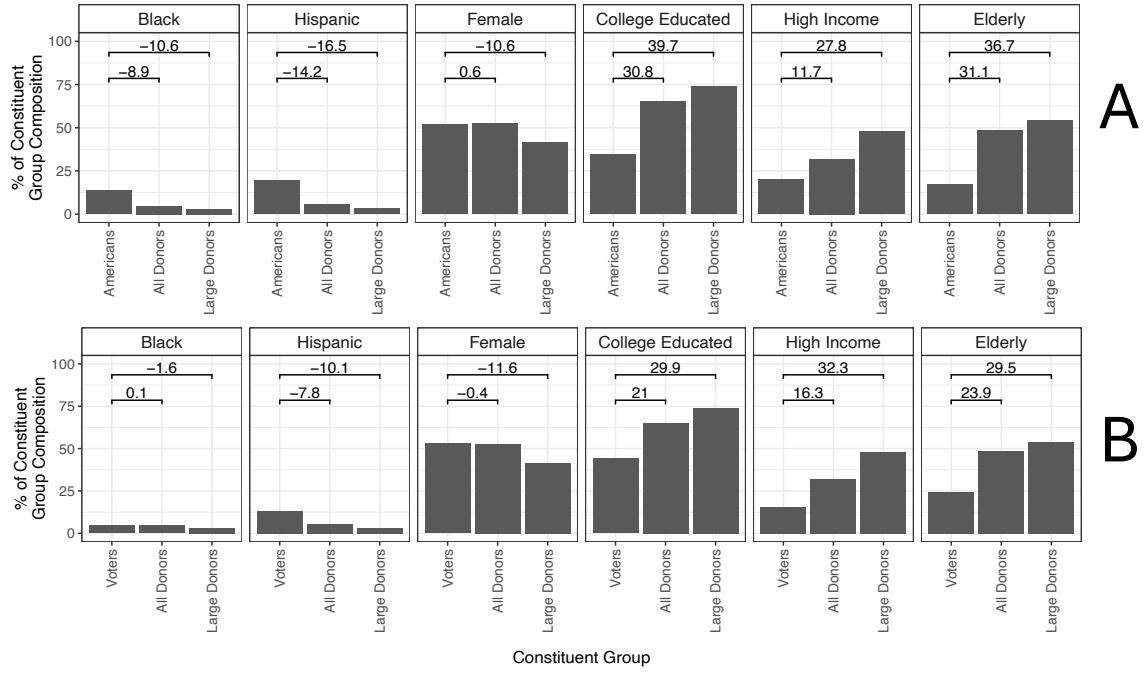 Black Hispanic Female College Educated High Income Elderly
100
75
50
25
0
% of Constituent
Group Composition
−10.6
−8.9
−16.5
−14.2
−10.6
0.6
39.7
30.8
27.8
11.7
36.7
31.1
Americans
All Donors
Large Donors
Americans
All Donors
Large Donors
Americans
All Donors
Large Donors
Americans
All Donors
Large Donors
Americans
All Donors
Large Donors
Americans
All Donors
Large Donors
A
Black Hispanic Female College Educated High Income Elderly
100
75
50
25
0
% of Constituent
Group Composition
−1.6
0.1
−10.1
−7.8
−11.6
−0.4
29.9
21
32.3
16.3
29.5
23.9
Voters
All Donors
Large Donors
Voters
All Donors
Large Donors
Voters
All Donors
Large Donors
Voters
All Donors
Large Donors
Voters
All Donors
Large Donors
Voters
All Donors
Large Donors
B
Constituent Group